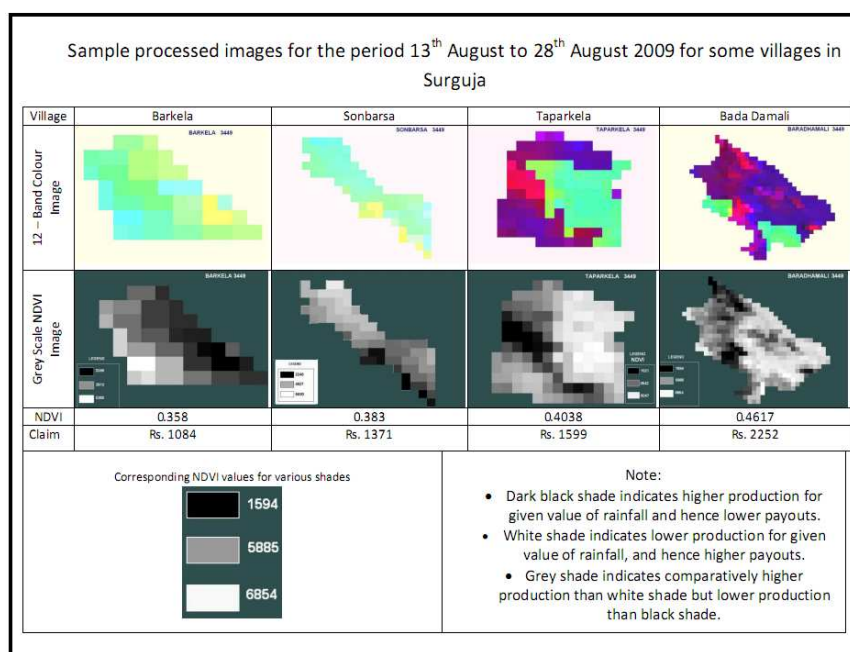 Sample processed images for the period 13th August to 28th August 2009 for some villages in
Surguja
Village Barkela Sonbarsa Taparkela Bada Damali
12 – Band Colour
Image
BARKELA 3449
SONBARSA 3449
TAPARKELA 3449
BARADHAMALI 3449
Grey Scale NDVI
Image
BARKELA 3449
LEGEND
SONBARSA 3449
LEGEND
TAPARKELA 3449
LEGEND
NDVI
BARADHAMALI 3449
LEGEND
NDVI 0.358 0.383 0.4038 0.4617
Claim Rs. 1084 Rs. 1371 Rs. 1599 Rs. 2252
Corresponding NDVI values for various shades
1594
5885
6854
Note:
• Dark black shade indicates higher production for
given value of rainfall and hence lower payouts.
• White shade indicates lower production for given
value of rainfall, and hence higher payouts.
• Grey shade indicates comparatively higher
production than white shade but lower production
than black shade.